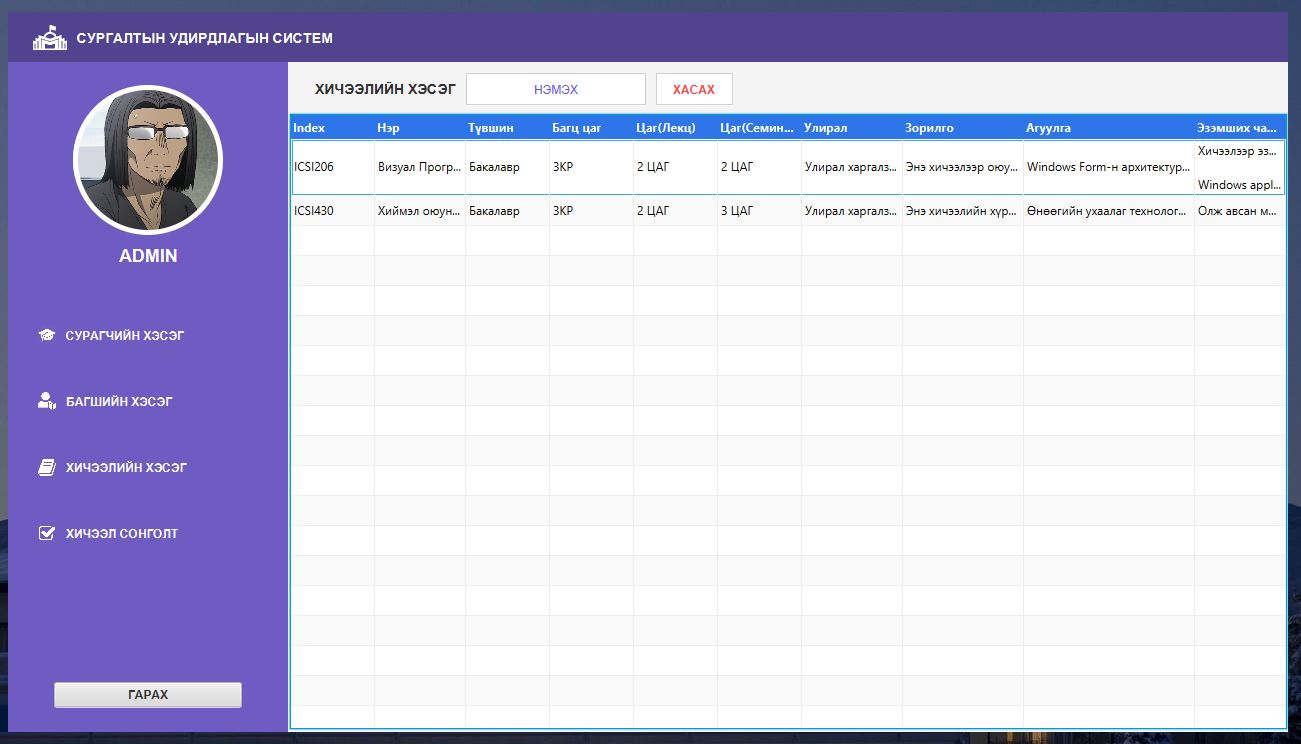 СУРГАЛТЫН УДИРДЛАГЫН СИСТЕМ
ADMIN
СУРАГЧИЙН ХЭСЭГ
БАГШИЙН ХЭСЭГ
ХИЧЭЭЛИЙН ХЭСЭГ
ХИЧЭЭЛ СОНГОЛТ
ГАРАХ
ХИЧЭЭЛИЙН ХЭСЭГ НЭМЭХ ХАСАХ
Index Нэр Түвшин Багц цаг Цаг(Лекц) Цаг(Семин... Улирал Зорилго Агуулга Эзэмших ча...
ICSI206 Визуал Прогр... Бакалавр 3КР 2 ЦАГ 2 ЦАГ Улирал харгалз... Энэ хичээлээр оюу... Windows Form-н архитектур... Хичээлээр эз...
Windows appl...
ICSI430 Хиймэл оюун... Бакалавр 3КР 2 ЦАГ 3 ЦАГ Улирал харгалз... Энэ хичээлийн хүр... Өнөөгийн ухаалаг технолог... Олж авсан м...